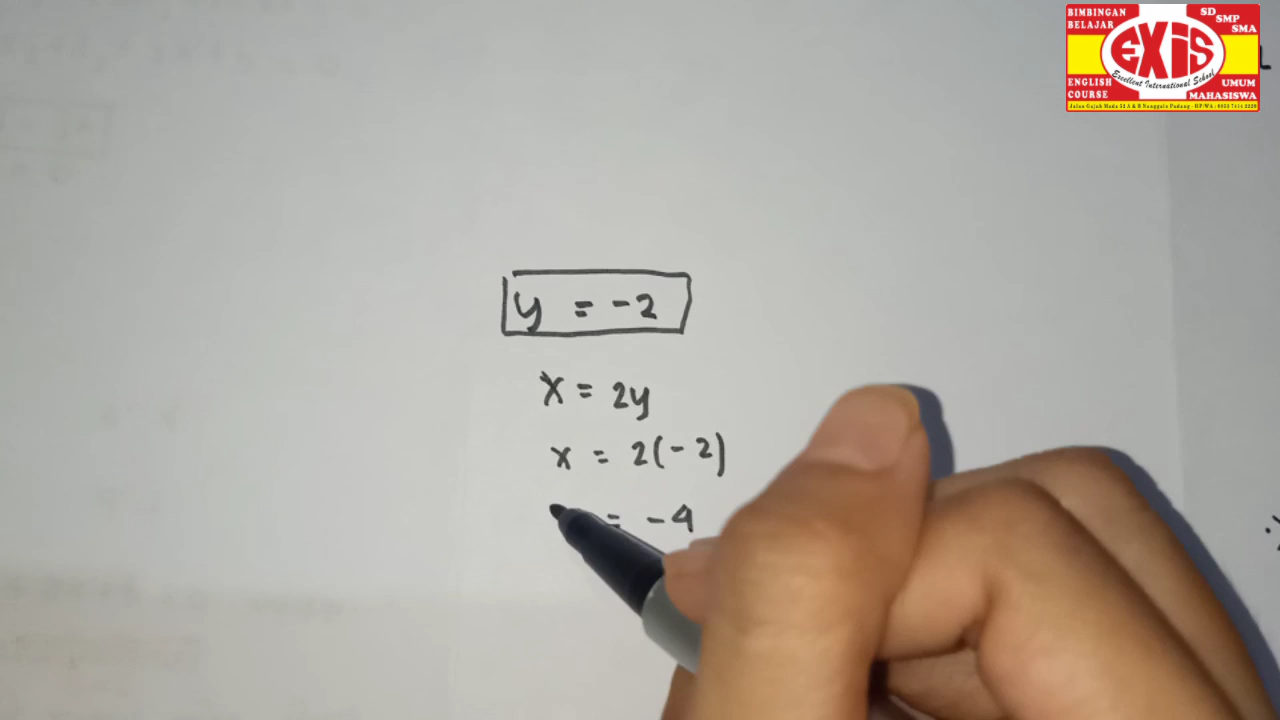 BIMBINGAN
BELAJAR
SD
SMP
SMA
EXIS
Excellent International School
ENGLISH
COURSE
UMUM
MAHASISWA
y = -2
x = 2y
x = 2(-2)
= -4